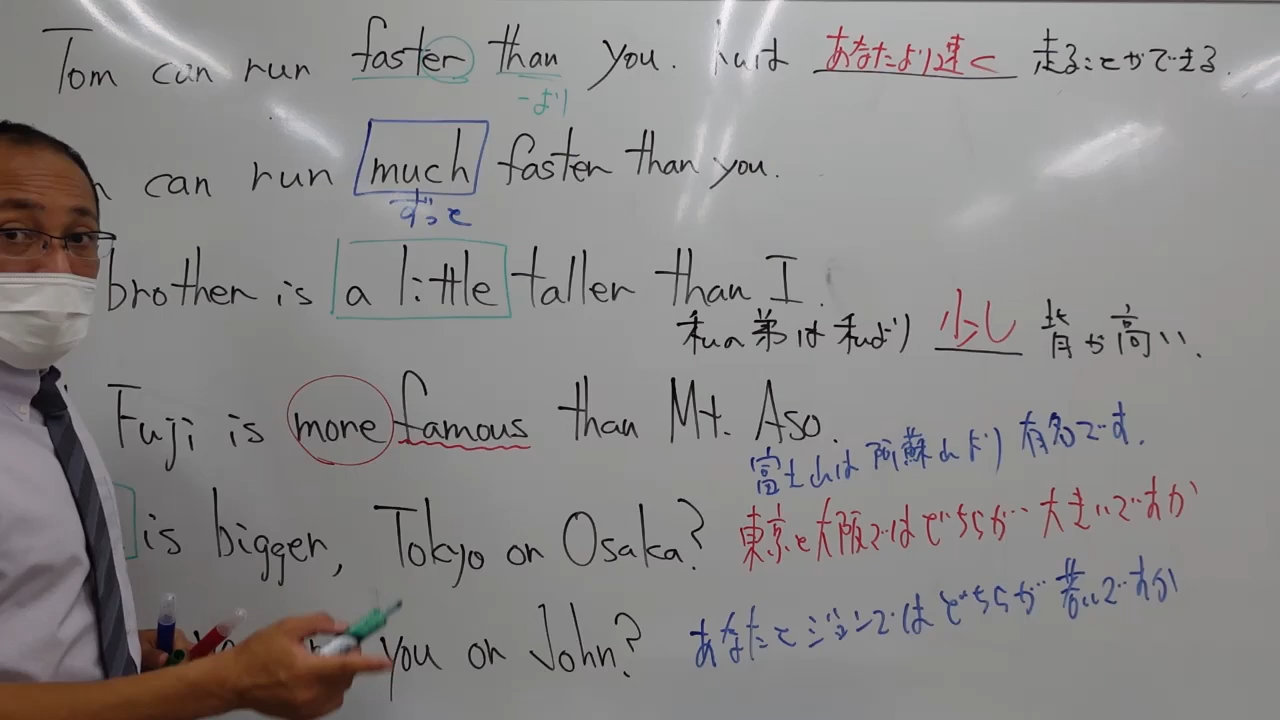 Tom can run faster than you. トムは あなたより速く 走ることができる.
ーより
can run much faster than you.
ずっと
brother is a little taller than I.
私の弟は私より 少し 背が高い.
Fuji is more famous than Mt. Aso.
富士山は阿蘇山より有名です.
is bigger, Tokyo or Osaka? 東京と大阪ではどちらが大きいですか
you or John? あなたとジョンではどちらが若いですか